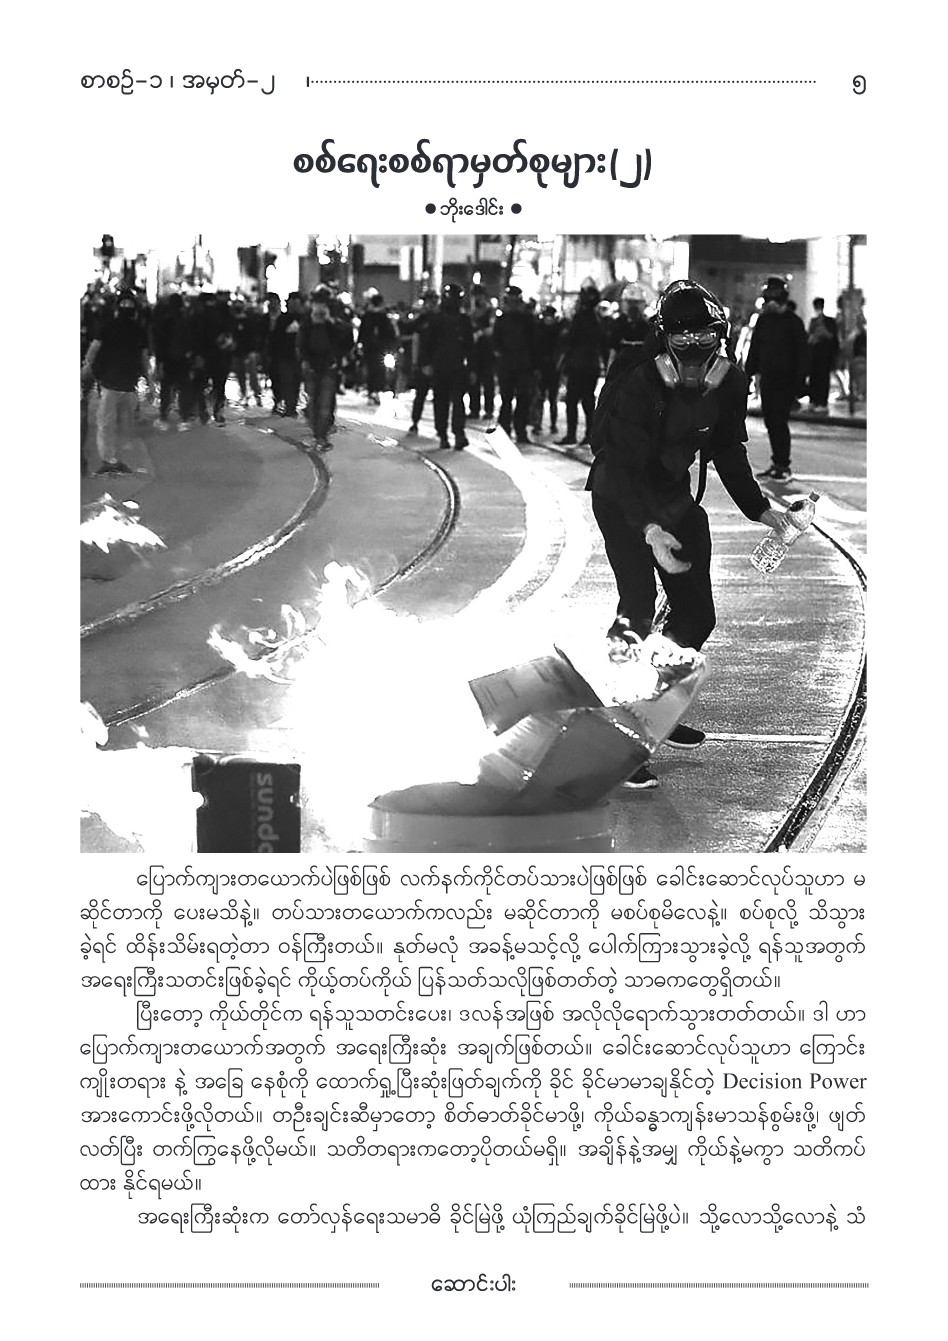 စာစဉ်-၁၊ အမှတ်-၂
၅
စစ်ရေးစစ်ရာမှတ်စုများ(၂)
● ဘိုးဒေါင်း ●
sund
ပြောက်ကျားတယောက်ပဲဖြစ်ဖြစ် လက်နက်ကိုင်တပ်သားပဲဖြစ်ဖြစ် ခေါင်းဆောင်လုပ်သူဟာ မ
ဆိုင်တာကို ပေးမသိနဲ့။ တပ်သားတယောက်ကလည်း မဆိုင်တာကို မစပ်စုမိလေနဲ့။ စပ်စုလို့ သိသွား
ခဲ့ရင် ထိန်းသိမ်းရတဲ့တာ ဝန်ကြီးတယ်။ နုတ်မလုံ အခန့်မသင့်လို့ ပေါက်ကြားသွားခဲ့လို့ ရန်သူအတွက်
အရေးကြီးသတင်းဖြစ်ခဲ့ရင် ကိုယ့်တပ်ကိုယ် ပြန်သတ်သလိုဖြစ်တတ်တဲ့ သာဓကတွေရှိတယ်။
ပြီးတော့ ကိုယ်တိုင်က ရန်သူသတင်းပေး၊ ဒလန်အဖြစ် အလိုလိုရောက်သွားတတ်တယ်။ ဒါ ဟာ
ပြောက်ကျားတယောက်အတွက် အရေးကြီးဆုံး အချက်ဖြစ်တယ်။ ခေါင်းဆောင်လုပ်သူဟာ ကြောင်း
ကျိုးတရား နဲ့ အခြေ နေစုံကို ထောက်ရှု့ပြီးဆုံးဖြတ်ချက်ကို ခိုင် ခိုင်မာမာချနိုင်တဲ့ Decision Power
အားကောင်းဖို့လိုတယ်။ တဦးချင်းဆီမှာတော့ စိတ်ဓာတ်ခိုင်မာဖို့၊ ကိုယ်ခန္ဓာကျန်းမာသန်စွမ်းဖို့၊ ဖျတ်
လတ်ပြီး တက်ကြွနေဖို့လိုမယ်။ သတိတရားကတော့ပိုတယ်မရှိ။ အချိန်နဲ့အမျှ ကိုယ်နဲ့မကွာ သတိကပ်
ထား နိုင်ရမယ်။
အရေးကြီးဆုံးက တော်လှန်ရေးသမာဓိ ခိုင်မြဲဖို့ ယုံကြည်ချက်ခိုင်မြဲဖို့ပဲ။ သို့လောသို့လောနဲ့ သံ
ဆောင်းပါး